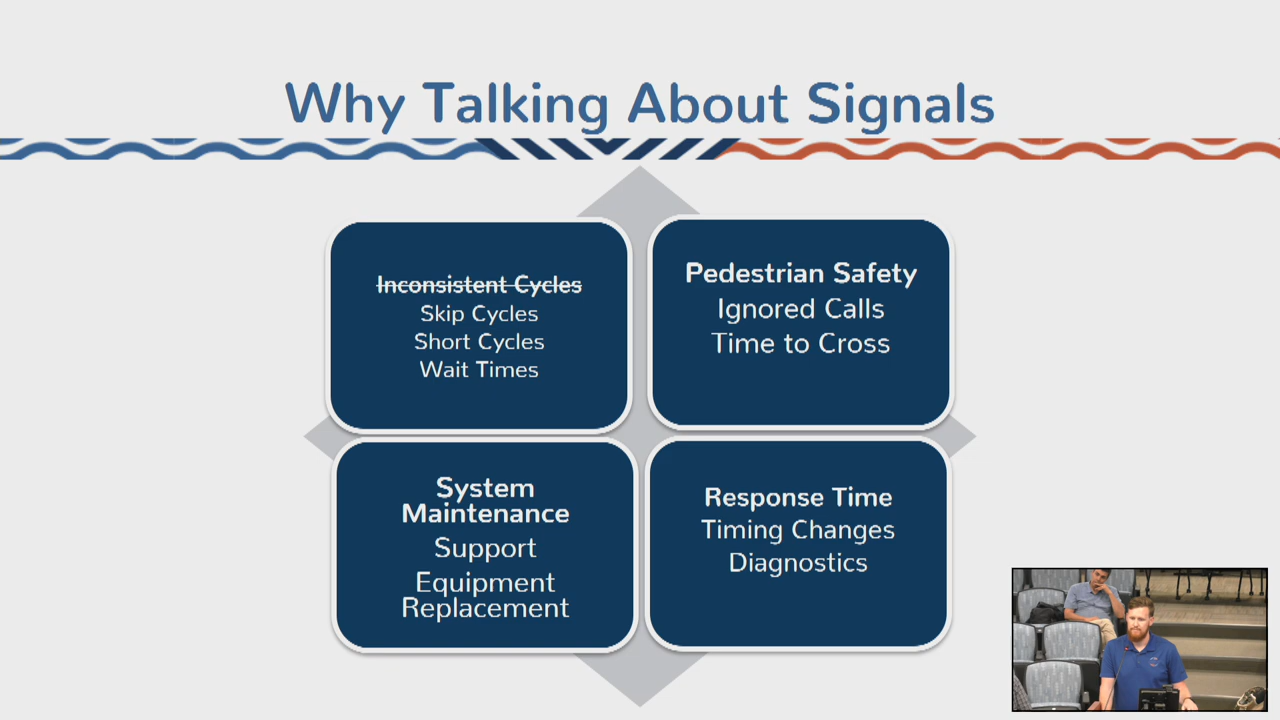 Why Talking About Signals
Inconsistent Cycles
Skip Cycles
Short Cycles
Wait Times
Pedestrian Safety
Ignored Calls
Time to Cross
System
Maintenance
Support
Equipment
Replacement
Response Time
Timing Changes
Diagnostics